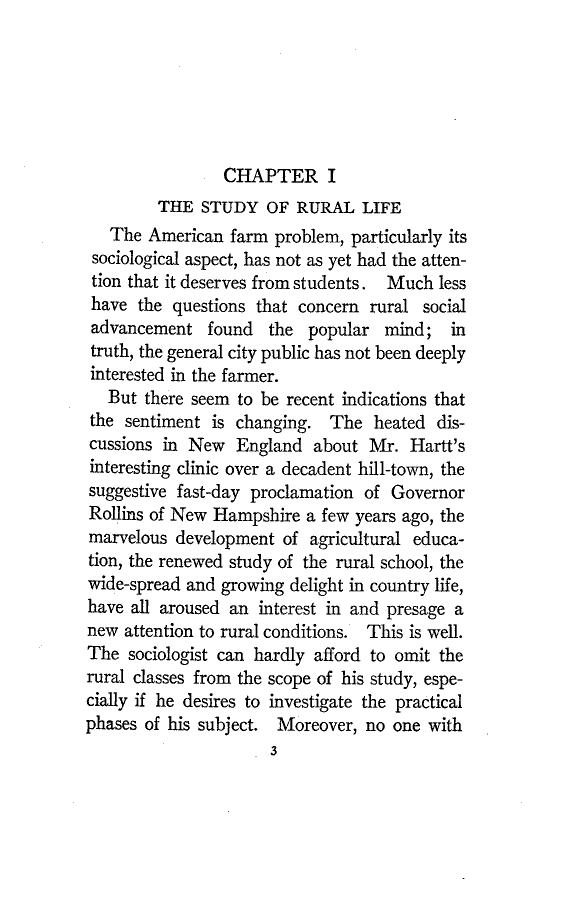 CHAPTER I
THE STUDY OF RURAL LIFE
The American farm problem, particularly its
sociological aspect, has not as yet had the atten-
tion that it deserves from students. Much less
have the questions that concern rural social
advancement found the popular mind; in
truth, the general city public has not been deeply
interested in the farmer.
But there seem to be recent indications that
the sentiment is changing. The heated dis-
cussions in New England about Mr. Hartt's
interesting clinic over a decadent hill-town, the
suggestive fast-day proclamation of Governor
Rollins of New Hampshire a few years ago, the
marvelous development of agricultural educa-
tion, the renewed study of the rural school, the
wide-spread and growing delight in country life,
have all aroused an interest in and presage a
new attention to rural conditions. This is well.
The sociologist can hardly afford to omit the
rural classes from the scope of his study, espe-
cially if he desires to investigate the practical
phases of his subject. Moreover, no one with
3